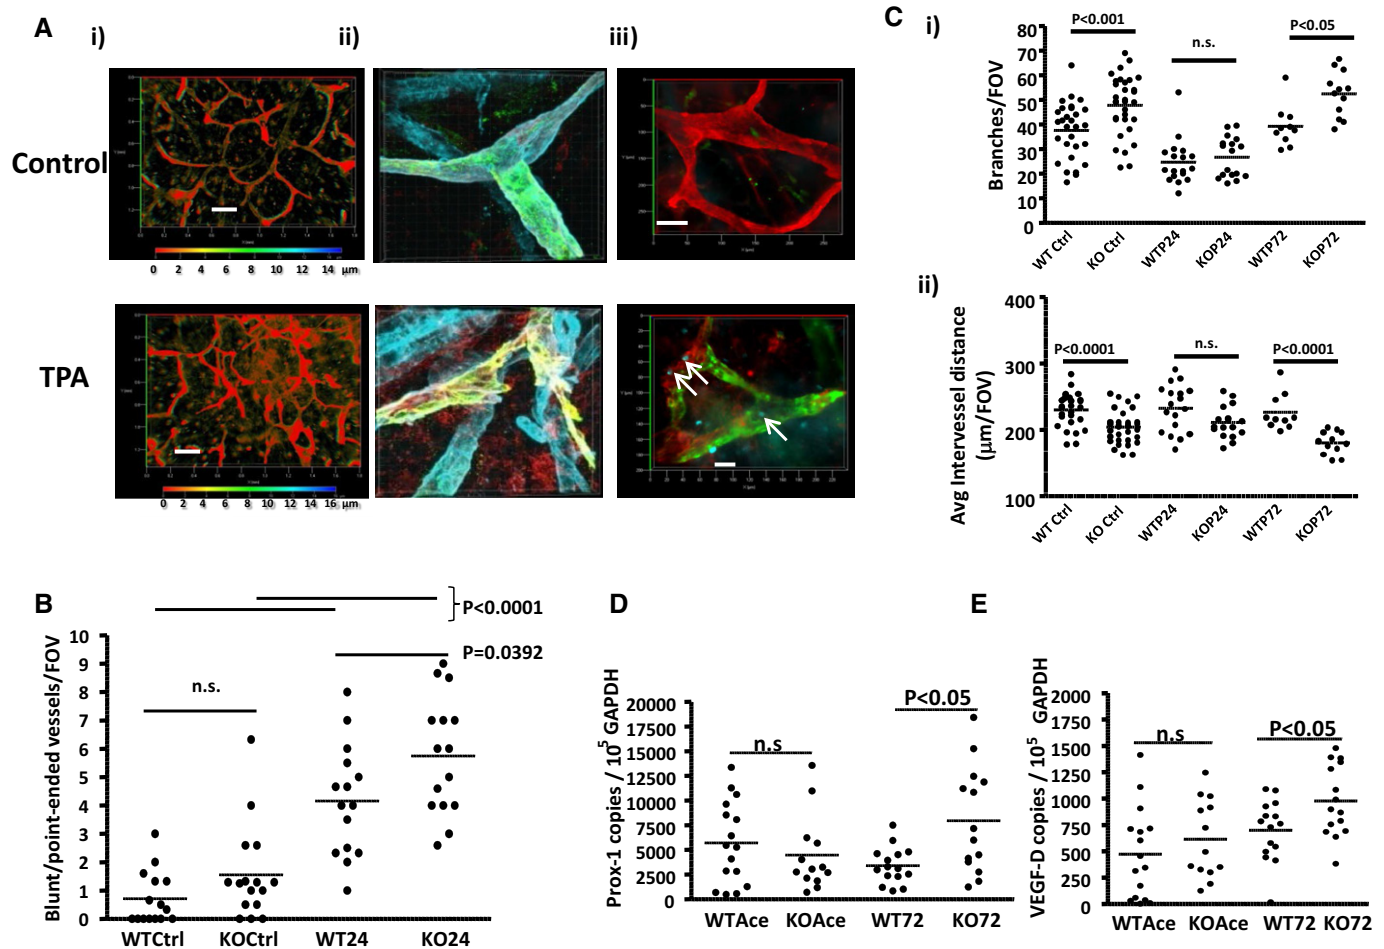 A
i)
ii)
iii)
Control
0 2 4 6 8 10 12 14 µm
TPA
0 2 4 6 8 10 12 14 16 µm
B
P<0.0001
P=0.0392
n.s.
Blunt/point-ended vessels/FOV
10
9
8
7
6
5
4
3
2
1
0
WTCtrl KOCtrl WT24 KO24
C
i)
P<0.001
n.s.
P<0.05
Branches/FOV
80
70
60
50
40
30
20
10
0
WT Ctrl KO Ctrl WTP24 KOP24 WTP72 KOP72
ii)
P<0.0001
n.s.
P<0.0001
Avg Intervessel distance
(µm/FOV)
400
300
200
100
WT Ctrl KO Ctrl WTP24 KOP24 WTP72 KOP72
D
Prox-1 copies / 10⁵ GAPDH
n.s
P<0.05
20000
17500
15000
12500
10000
7500
5000
2500
0
WTAce KOAce WT72 KO72
E
VEGF-D copies / 10⁵ GAPDH
n.s
P<0.05
2000
1750
1500
1250
1000
750
500
250
0
WTAce KOAce WT72 KO72